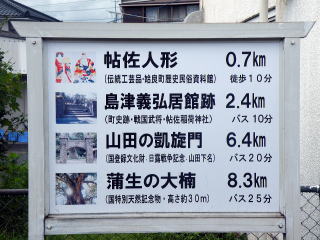 帖佐人形 0.7km
(伝統工芸品・姶良町歴史民俗資料館) 徒歩10分
島津義弘居館跡 2.4km
(町史跡・戦国武将・帖佐稲荷神社) バス10分
山田の凱旋門 6.4km
(国登録文化財・日露戦争記念・山田下名) バス20分
蒲生の大楠 8.3km
(国特別天然記念物・高さ約30m) バス25分